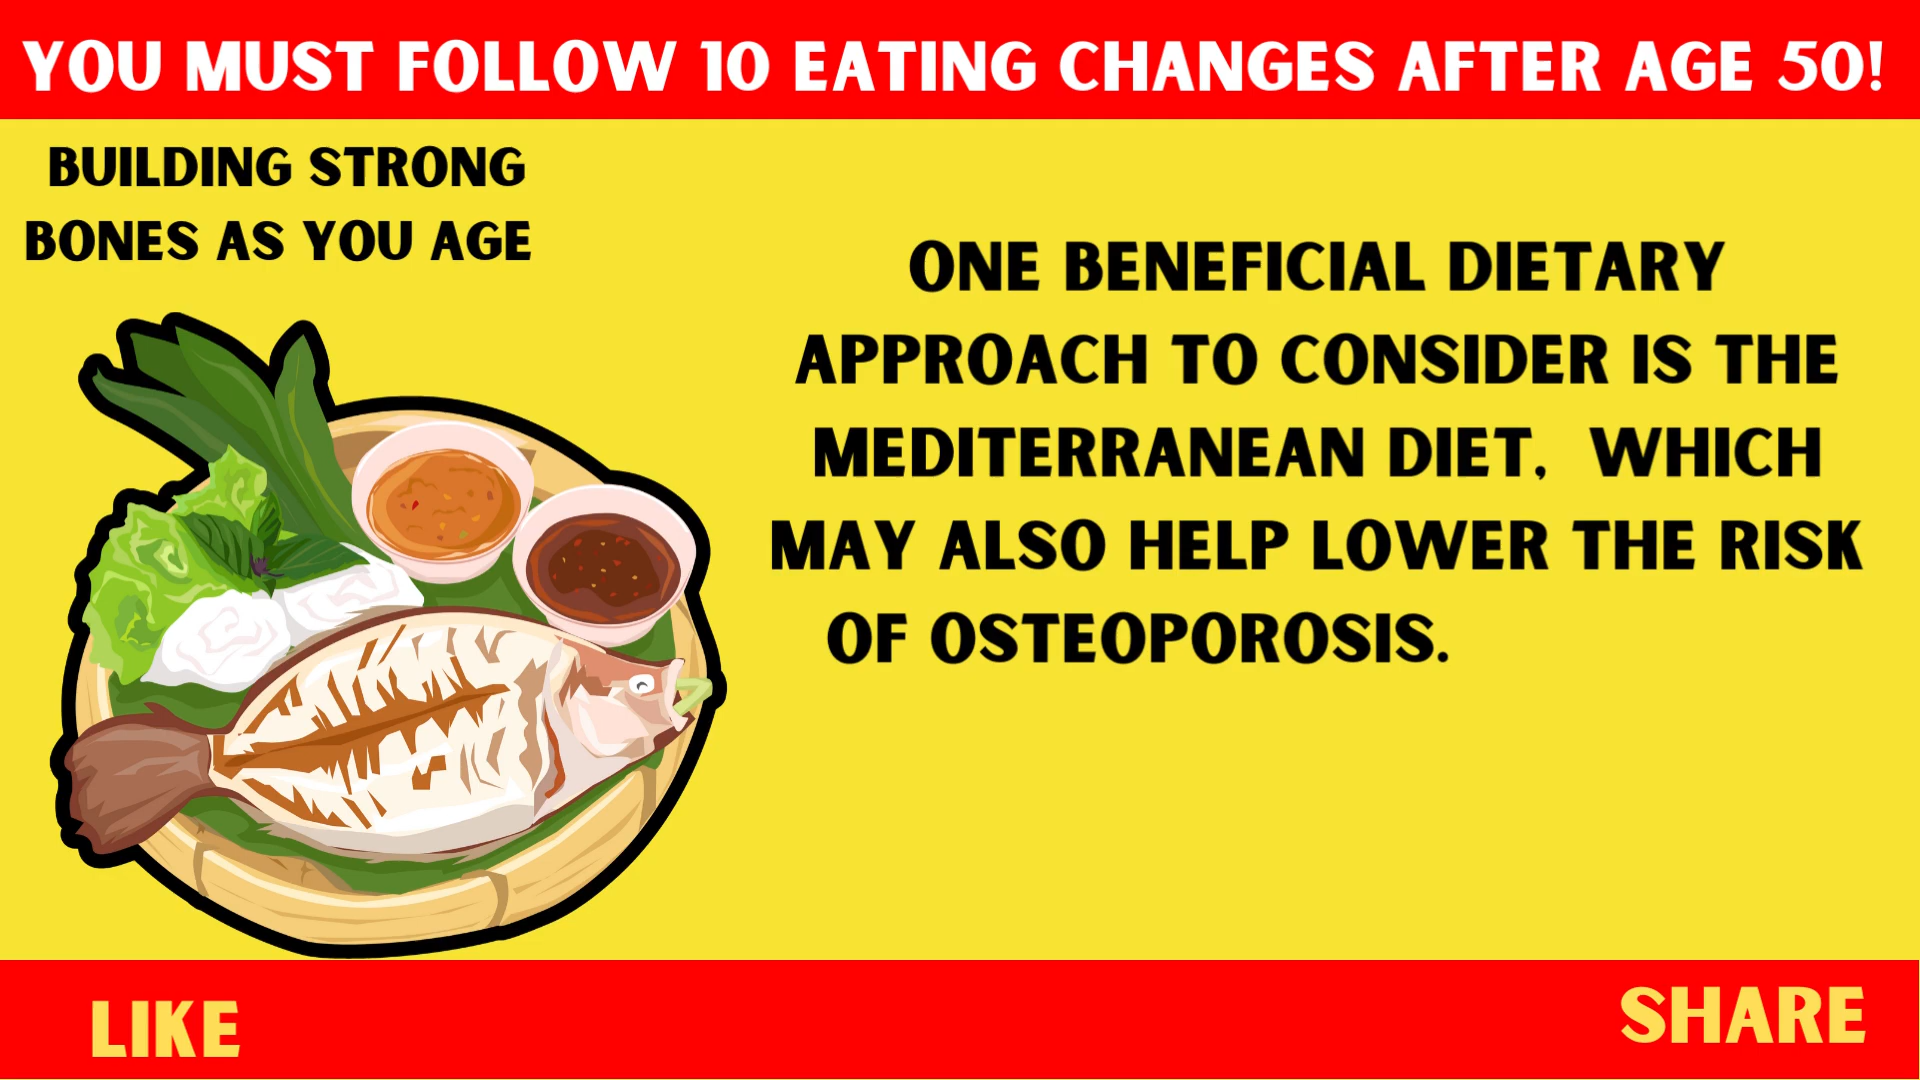 YOU MUST FOLLOW 10 EATING CHANGES AFTER AGE 50!
BUILDING STRONG
BONES AS YOU AGE
ONE BENEFICIAL DIETARY
APPROACH TO CONSIDER IS THE
MEDITERRANEAN DIET, WHICH
MAY ALSO HELP LOWER THE RISK
OF OSTEOPOROSIS.
LIKE
SHARE